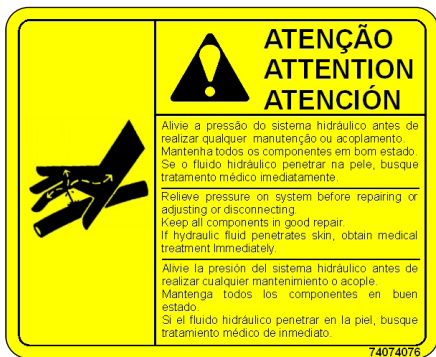 ATENÇÃO
ATTENTION
ATENCIÓN
Alivie a pressão do sistema hidráulico antes de
realizar qualquer manutenção ou acoplamento.
Mantenha todos os componentes em bom estado.
Se o fluido hidráulico penetrar na pele, busque
tratamento médico imediatamente.
Relieve pressure on system before repairing or
adjusting or disconnecting.
Keep all components in good repair.
If hydraulic fluid penetrates skin, obtain medical
treatment Immediately.
Alivie la presión del sistema hidráulico antes de
realizar cualquier mantenimiento o acople.
Mantenga todos los componentes en buen
estado.
Si el fluido hidráulico penetrar en la piel, busque
tratamiento médico de inmediato.
74074076